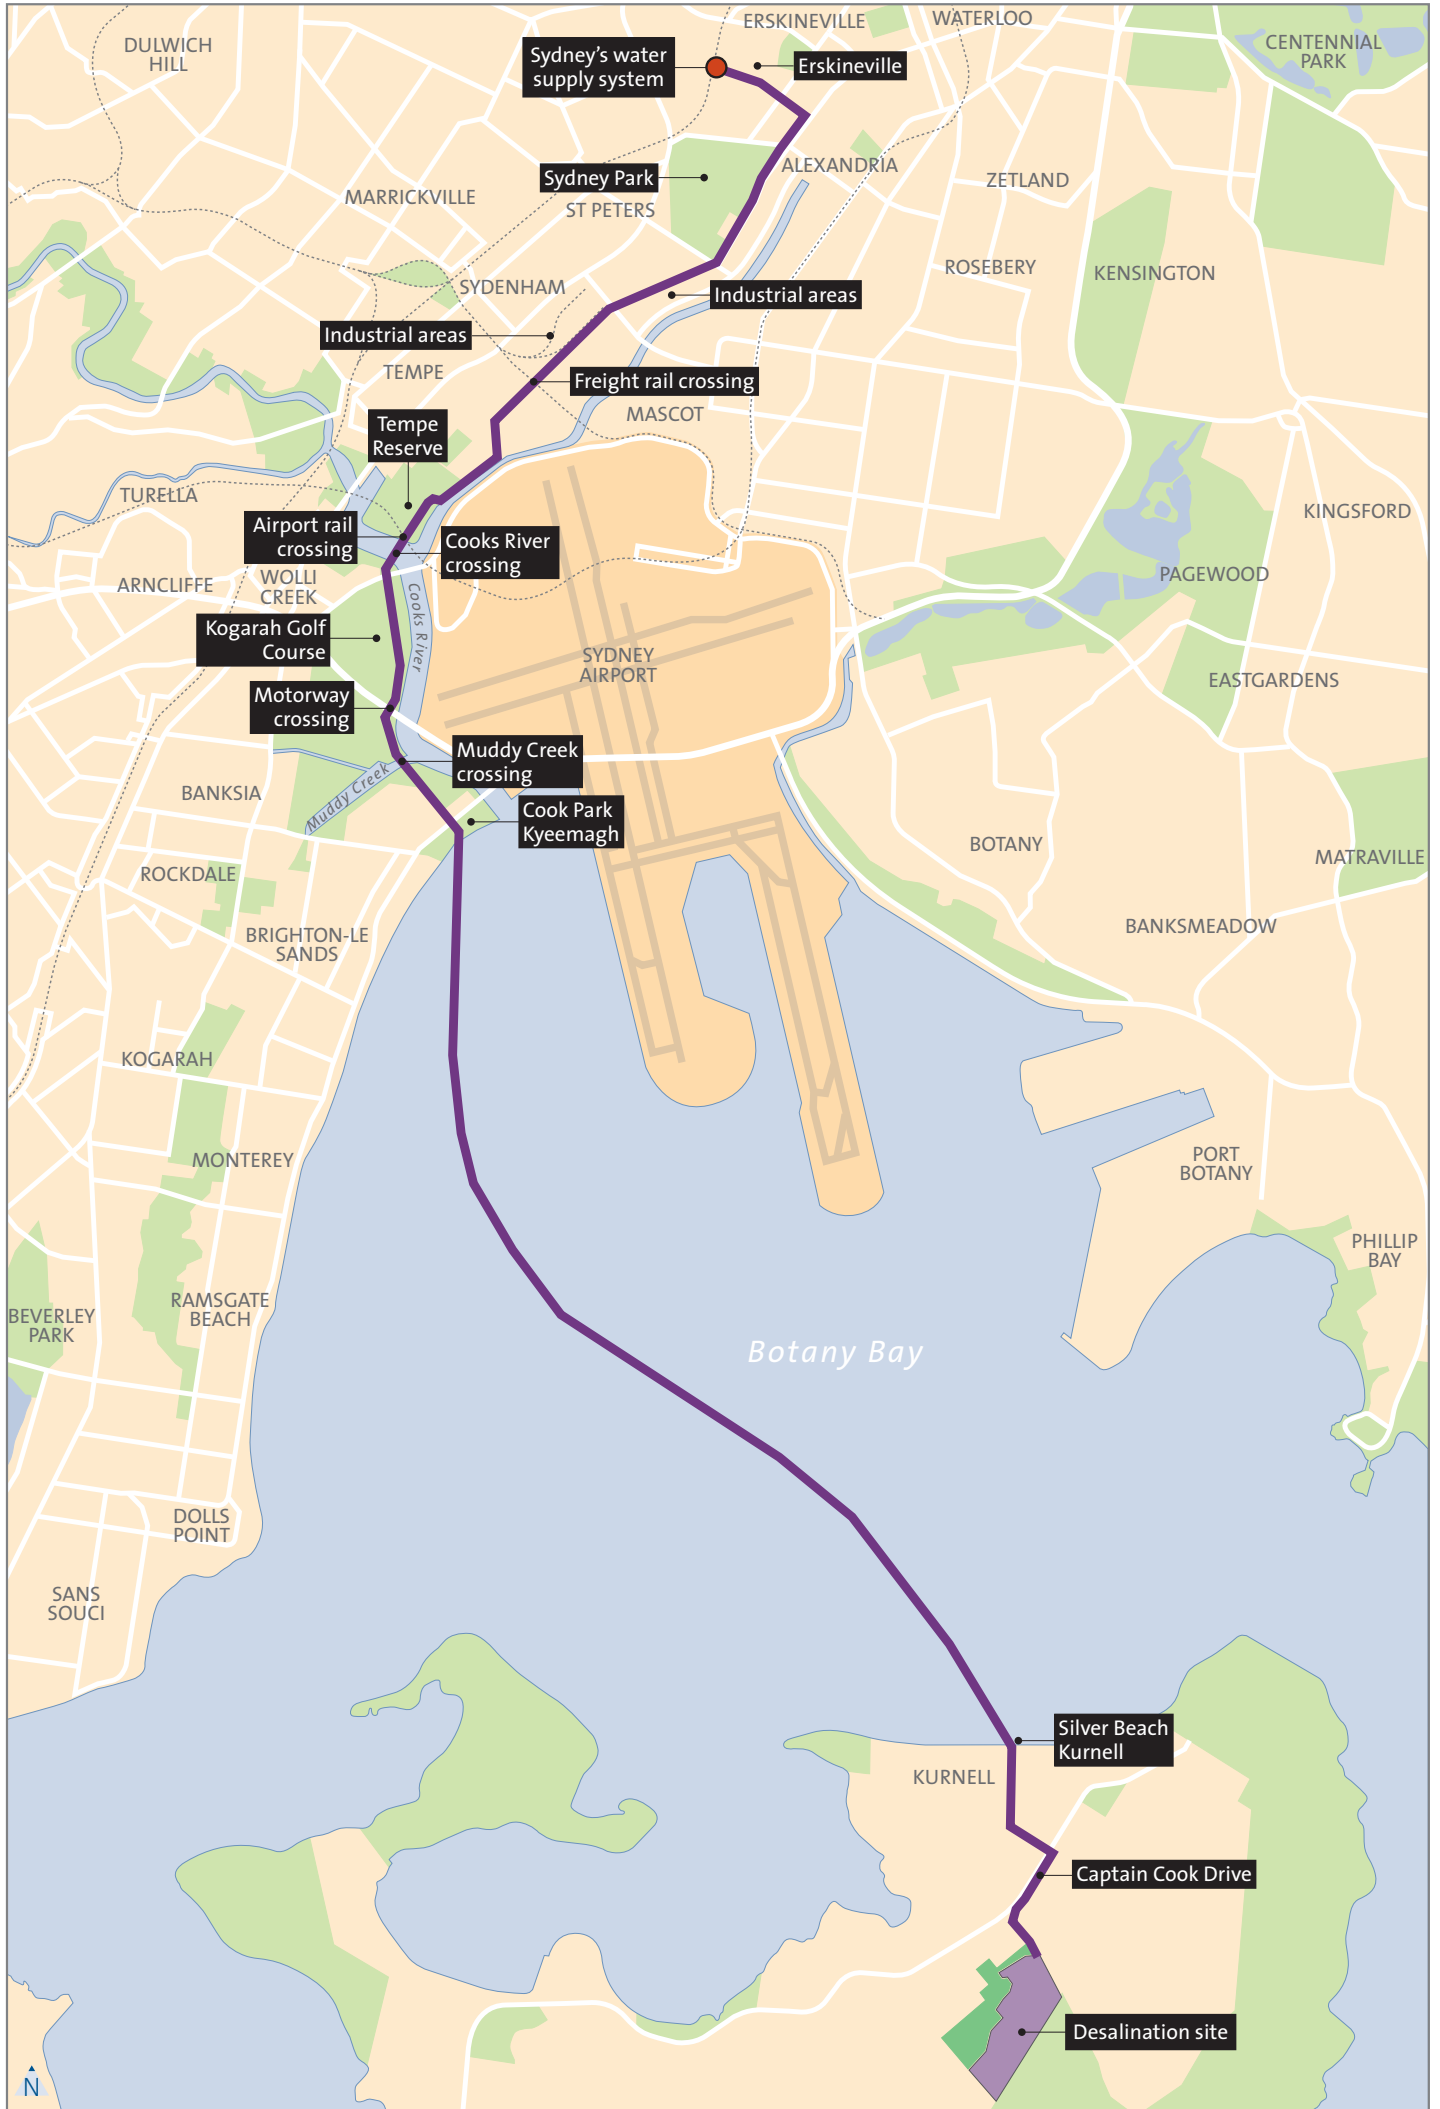 ERSKINEVILLE
WATERLOO
DULWICH
HILL
CENTENNIAL
PARK
Sydney's water
supply system
Erskineville
Sydney Park
ALEXANDRIA
ZETLAND
MARRICKVILLE
ST PETERS
ROSEBERY
KENSINGTON
SYDENHAM
Industrial areas
Industrial areas
TEMPE
Freight rail crossing
MASCOT
Tempe
Reserve
TURELLA
KINGSFORD
Airport rail
crossing
Cooks River
crossing
ARNCLIFFE
WOLLI
CREEK
PAGEWOOD
Cooks River
Kogarah Golf
Course
SYDNEY
AIRPORT
EASTGARDENS
Motorway
crossing
Muddy Creek
crossing
BANKSIA
Muddy Creek
Cook Park
Kyeemagh
BOTANY
MATRAVILLE
ROCKDALE
BRIGHTON-LE
SANDS
BANKSMEADOW
KOGARAH
MONTEREY
PORT
BOTANY
PHILLIP
BAY
RAMSGATE
BEACH
BEVERLEY
PARK
Botany Bay
DOLLS
POINT
SANS
SOUCI
Silver Beach
Kurnell
KURNELL
Captain Cook Drive
Desalination site
N